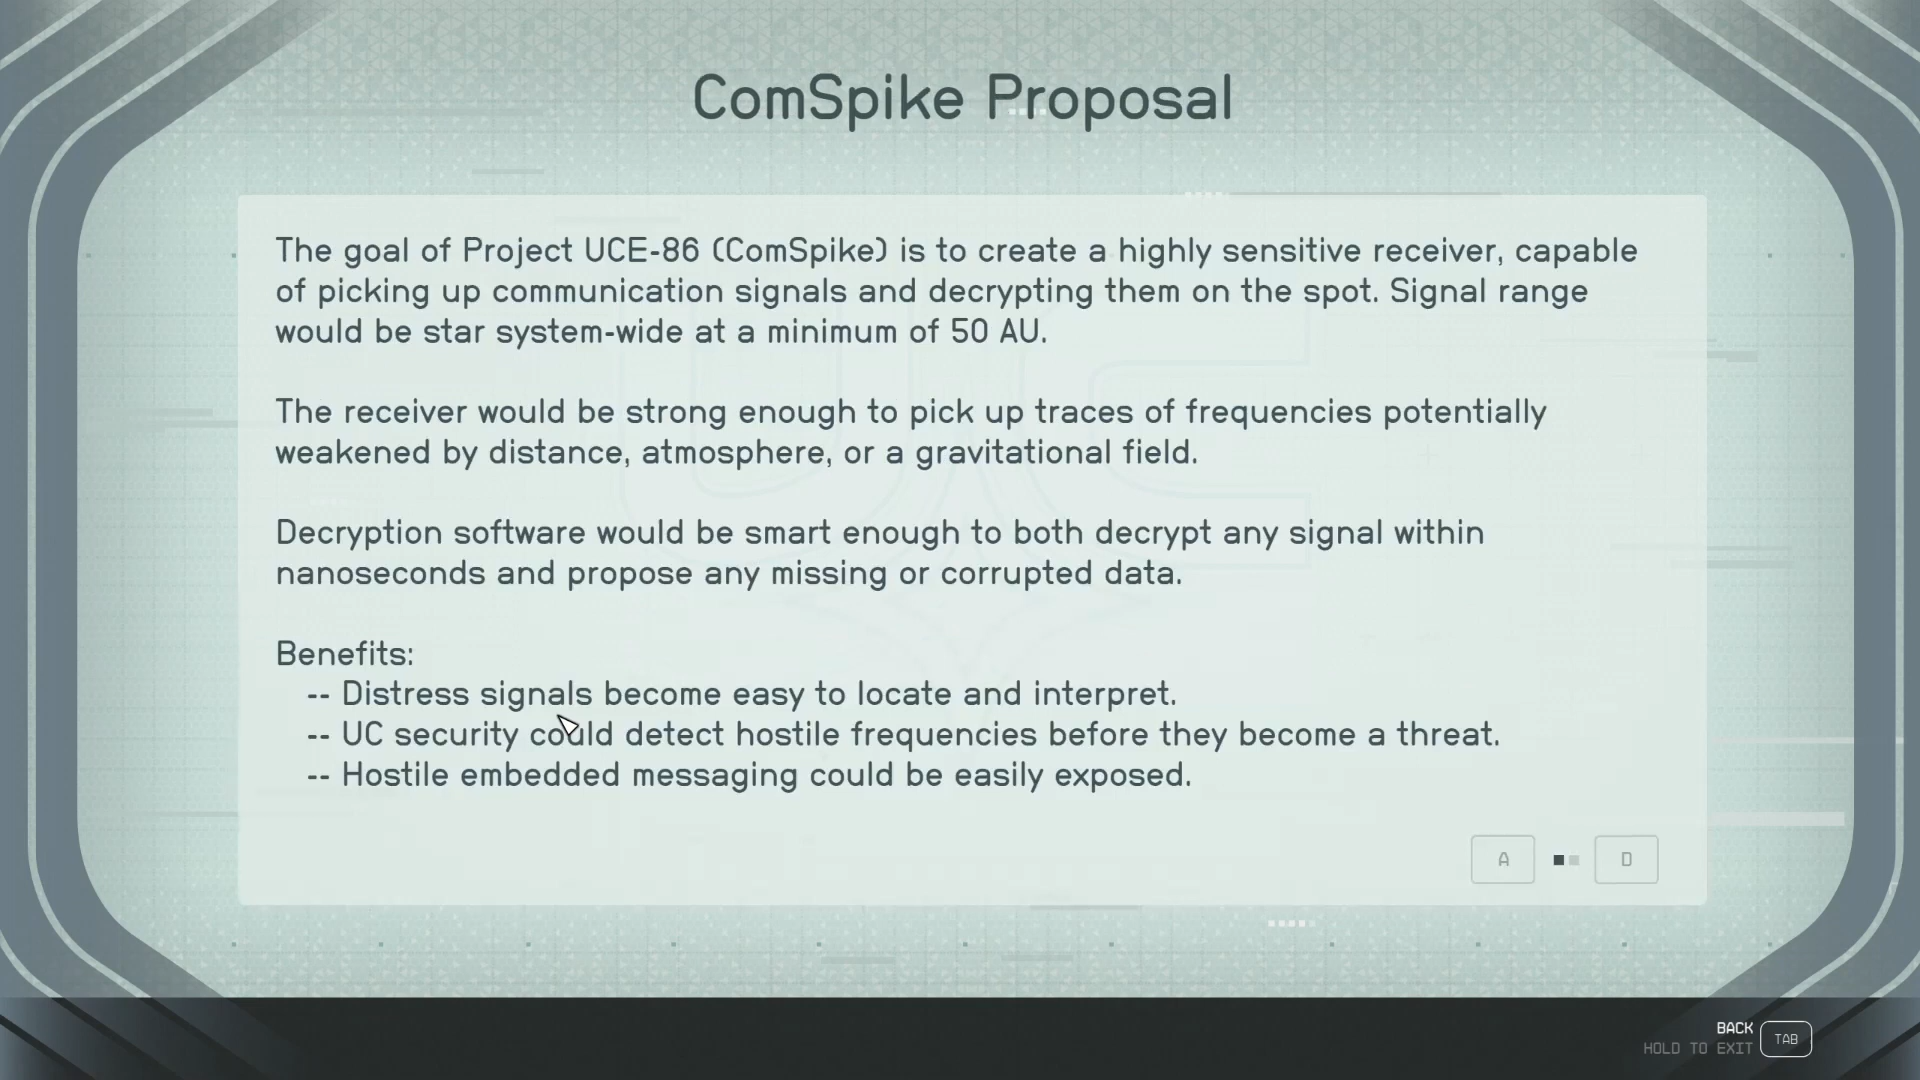 ComSpike Proposal
The goal of Project UCE-86 (ComSpike) is to create a highly sensitive receiver, capable
of picking up communication signals and decrypting them on the spot. Signal range
would be star system-wide at a minimum of 50 AU.
The receiver would be strong enough to pick up traces of frequencies potentially
weakened by distance, atmosphere, or a gravitational field.
Decryption software would be smart enough to both decrypt any signal within
nanoseconds and propose any missing or corrupted data.
Benefits:
-- Distress signals become easy to locate and interpret.
-- UC security could detect hostile frequencies before they become a threat.
-- Hostile embedded messaging could be easily exposed.
A D
BACK
HOLD TO EXIT TAB